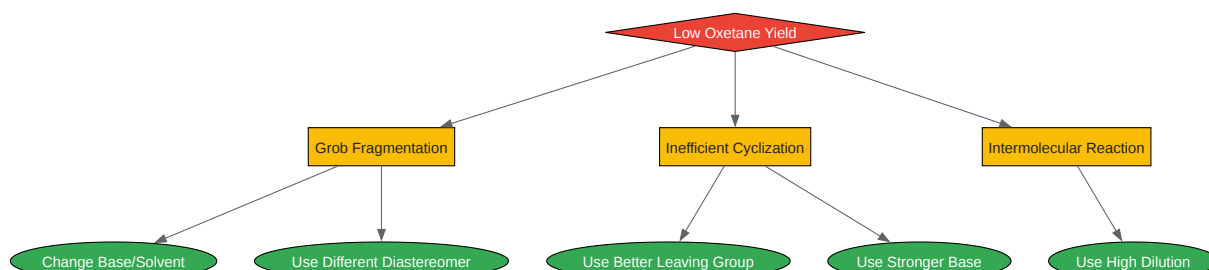 Low Oxetane Yield
Grob Fragmentation
Inefficient Cyclization
Intermolecular Reaction
Change Base/Solvent
Use Different Diastereomer
Use Better Leaving Group
Use Stronger Base
Use High Dilution